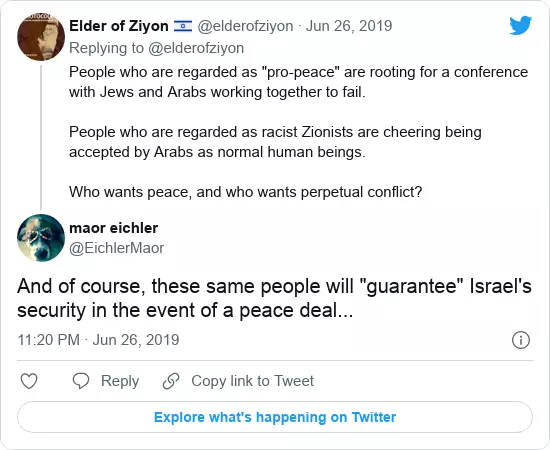 Elder of Ziyon 🇮🇱 @elderofziyon · Jun 26, 2019
Replying to @elderofziyon
People who are regarded as "pro-peace" are rooting for a conference
with Jews and Arabs working together to fail.
People who are regarded as racist Zionists are cheering being
accepted by Arabs as normal human beings.
Who wants peace, and who wants perpetual conflict?
maor eichler
@EichlerMaor
And of course, these same people will "guarantee" Israel's
security in the event of a peace deal...
11:20 PM · Jun 26, 2019
Reply Copy link to Tweet
Explore what's happening on Twitter